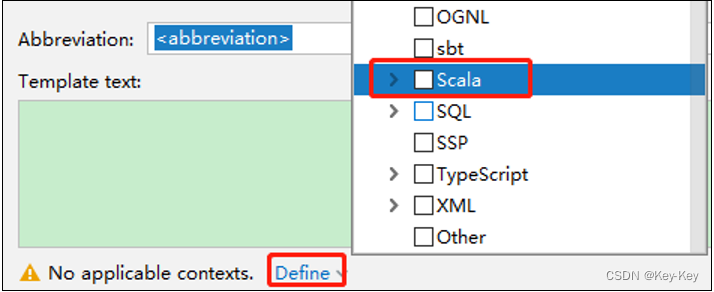 Abbreviation: <abbreviation>
Template text:
OGNL
sbt
Scala
SQL
SSP
TypeScript
XML
Other
No applicable contexts. Define
CSDN @Key-Key